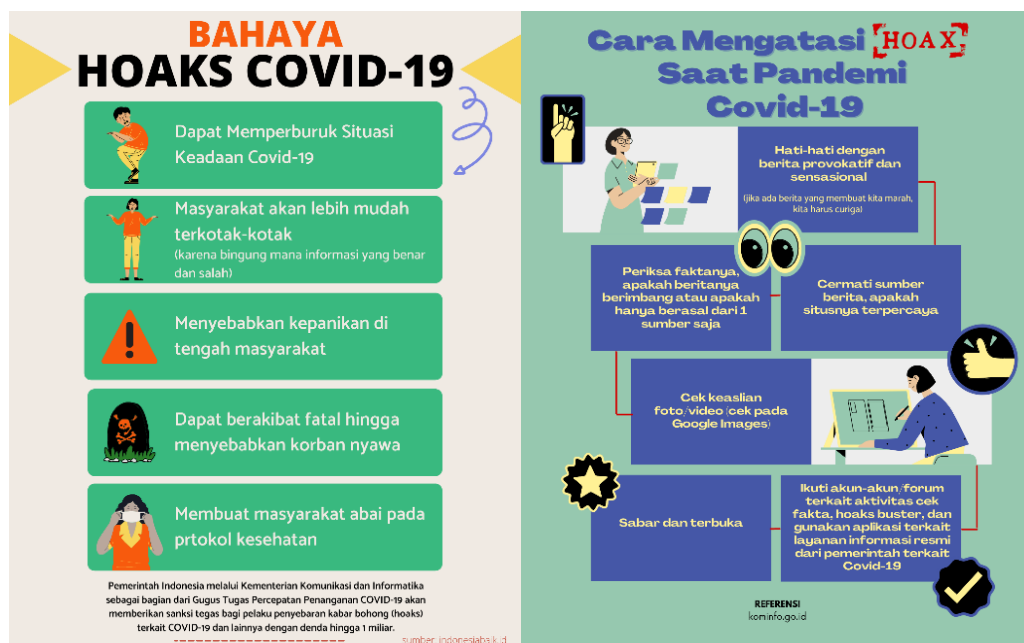 BAHAYA
HOAKS COVID-19
Dapat Memperburuk Situasi
Keadaan Covid-19
Masyarakat akan lebih mudah
terkotak-kotak
(karena bingung mana informasi yang benar
dan salah)
Menyebabkan kepanikan di
tengah masyarakat
Dapat berakibat fatal hingga
menyebabkan korban nyawa
Membuat masyarakat abai pada
prtokol kesehatan
Pemerintah Indonesia melalui Kementerian Komunikasi dan Informatika
sebagai bagian dari Gugus Tugas Percepatan Penanganan COVID-19 akan
memberikan sanksi tegas bagi pelaku penyebaran kabar bohong (hoaks)
terkait COVID-19 dan lainnya dengan denda hingga 1 miliar.
sumber: indonesiabaik.id
Cara Mengatasi [HOAX]
Saat Pandemi
Covid-19
Hati-hati dengan
berita provokatif dan
sensasional
(jika ada berita yang membuat kita marah,
kita harus curiga)
Cermati sumber
berita, apakah
situsnya terpercaya
Periksa faktanya,
apakah beritanya
berimbang atau apakah
hanya berasal dari 1
sumber saja
Cek keaslian
foto/video (cek pada
Google Images)
Ikuti akun-akun/forum
terkait aktivitas cek
fakta, hoaks buster, dan
gunakan aplikasi terkait
layanan informasi resmi
dari pemerintah terkait
Covid-19
Sabar dan terbuka
REFERENSI
kominfo.go.id